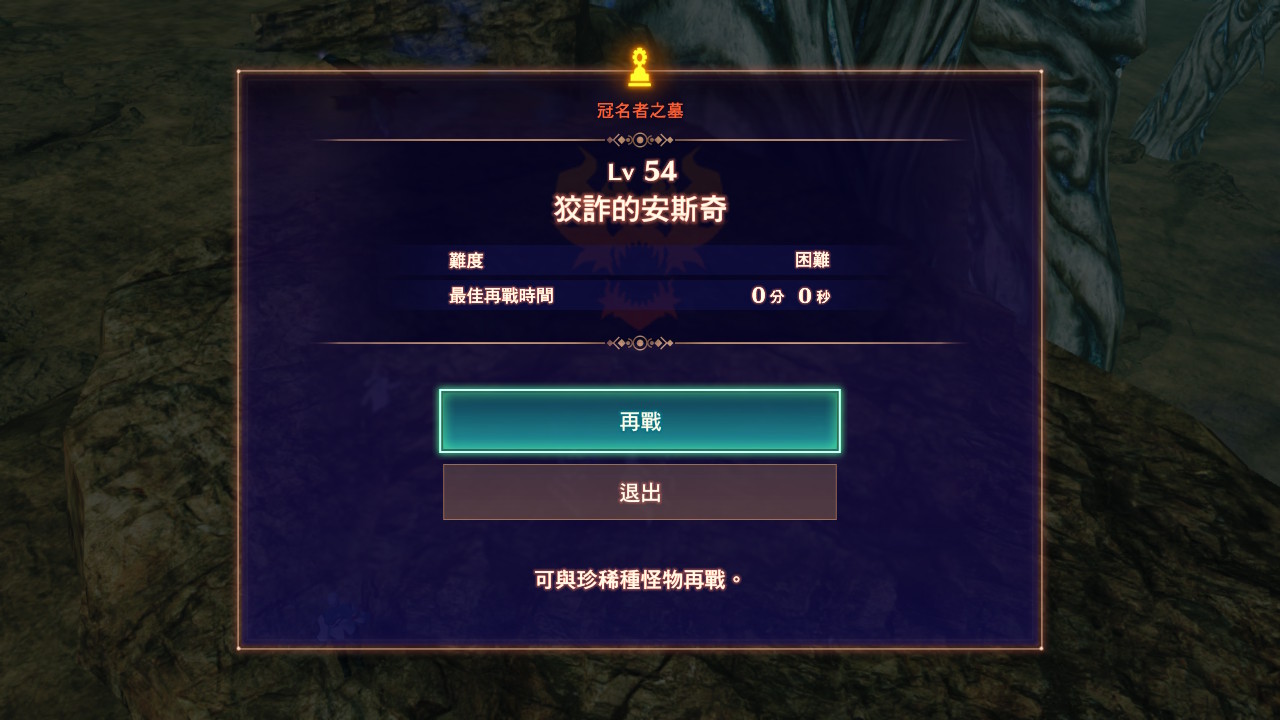 冠名者之墓
Lv 54
狡詐的安斯奇
難度 困難
最佳再戰時間 0分 0秒
再戰
退出
可與珍稀種怪物再戰。